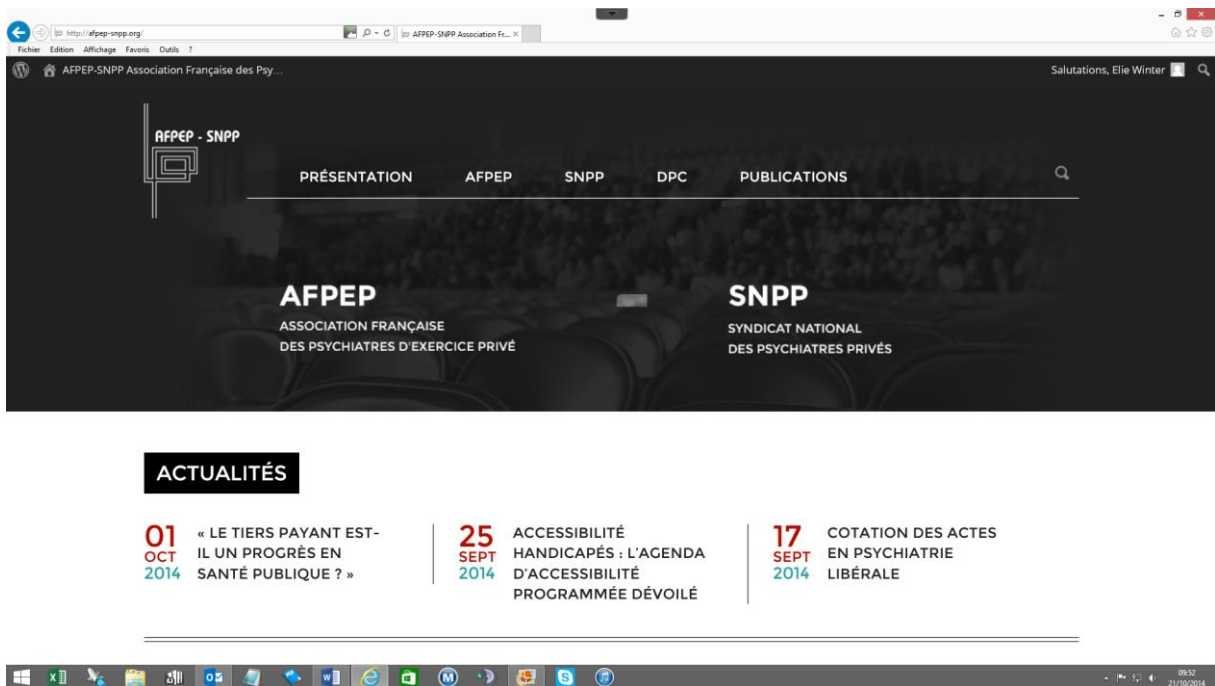 http://afpep-snpp.org/
AFPEP-SNPP Association Fr...
Fichier Edition Affichage Favoris Outils ?
AFPEP-SNPP Association Française des Psy...
Salutations, Elie Winter
AFPEP - SNPP
PRÉSENTATION AFPEP SNPP DPC PUBLICATIONS
AFPEP
ASSOCIATION FRANÇAISE
DES PSYCHIATRES D'EXERCICE PRIVÉ
SNPP
SYNDICAT NATIONAL
DES PSYCHIATRES PRIVÉS
ACTUALITÉS
01
OCT
2014
« LE TIERS PAYANT EST-
IL UN PROGRÈS EN
SANTÉ PUBLIQUE ? »
25
SEPT
2014
ACCESSIBILITÉ
HANDICAPÉS : L'AGENDA
D'ACCESSIBILITÉ
PROGRAMMÉE DÉVOILÉ
17
SEPT
2014
COTATION DES ACTES
EN PSYCHIATRIE
LIBÉRALE
09:52
21/10/2014